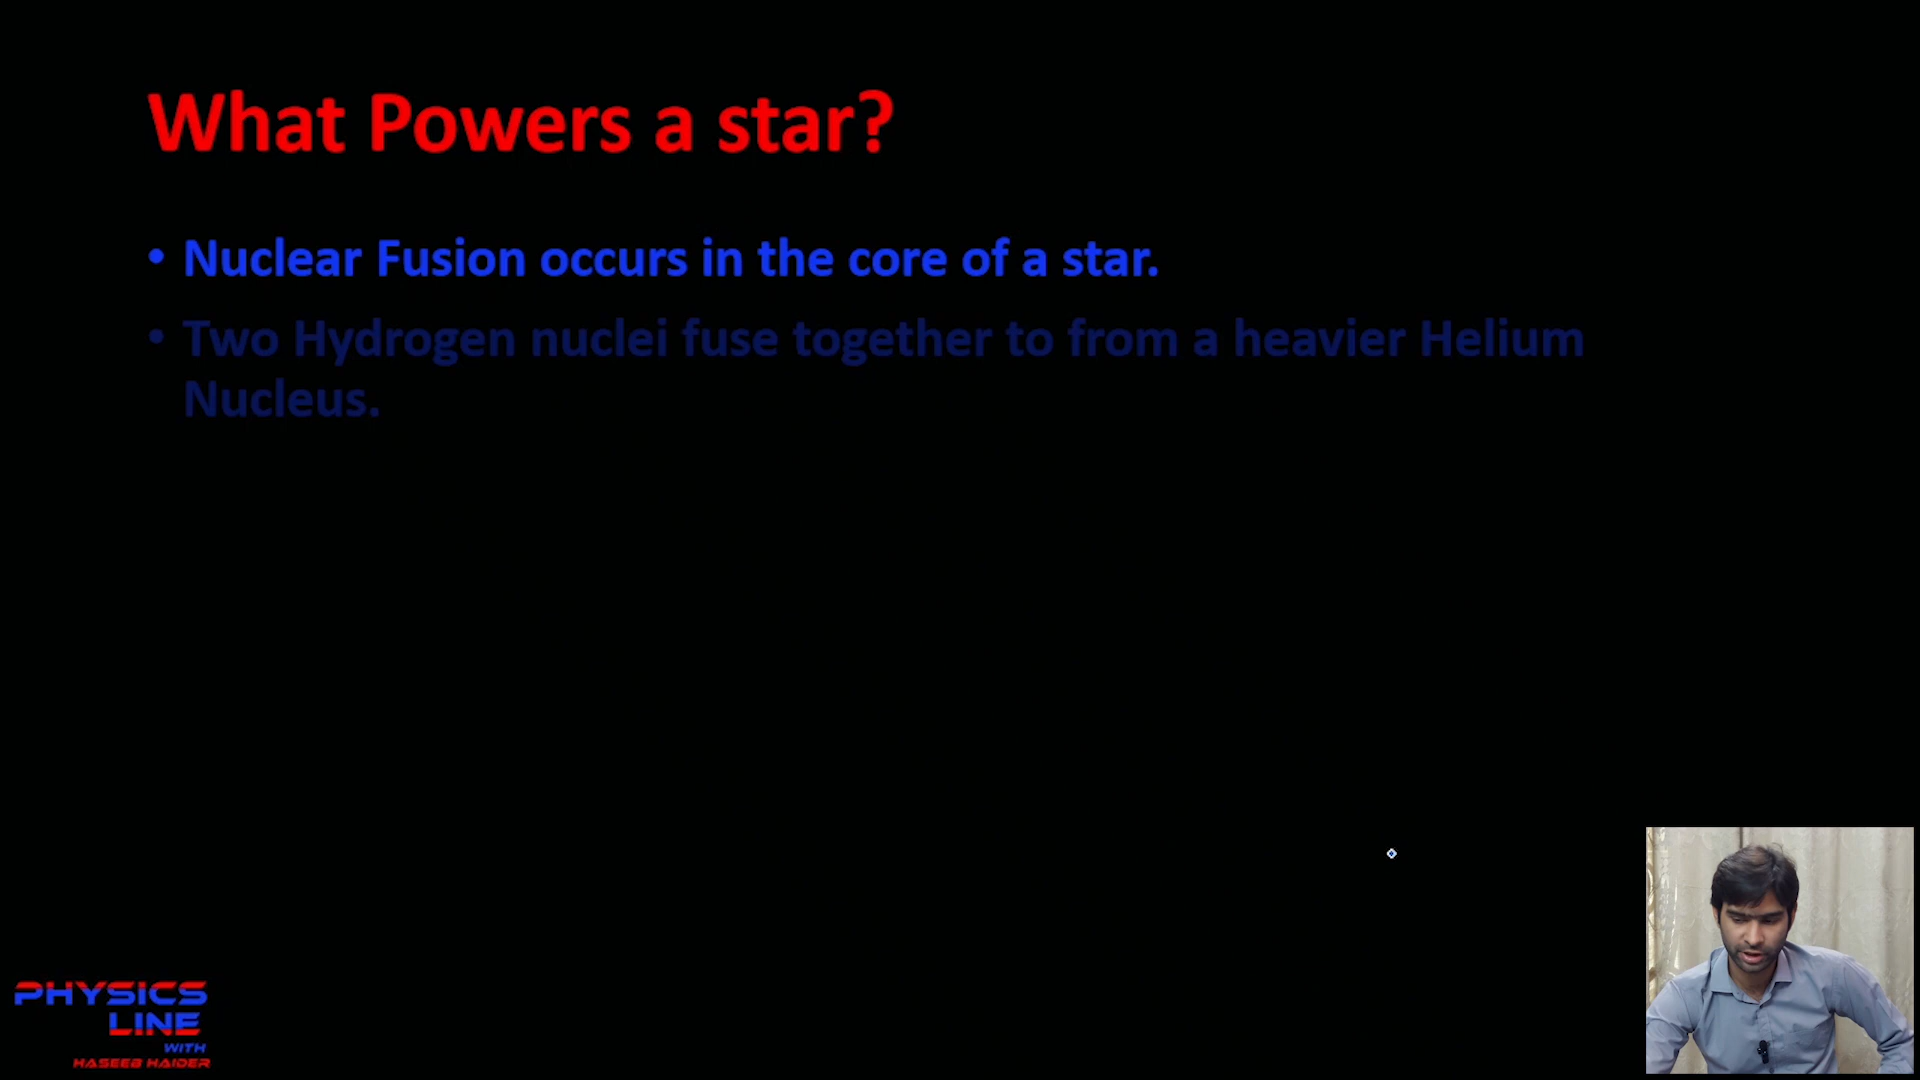 What Powers a star?
• Nuclear Fusion occurs in the core of a star.
• Two Hydrogen nuclei fuse together to from a heavier Helium
Nucleus.
PHYSICS
LINE
WITH
HASEEB HAIDER